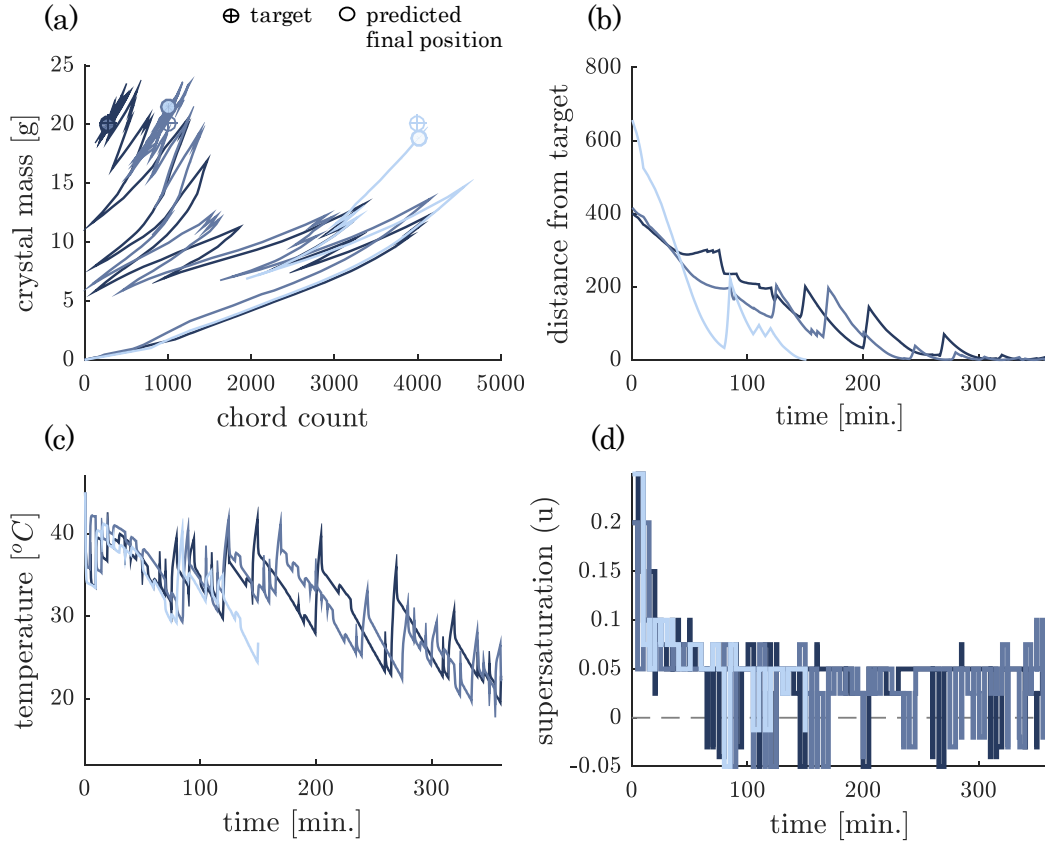 (a)
target
predicted
final position
crystal mass [g]
25
20
15
10
5
0
0 1000 2000 3000 4000 5000
chord count
(b)
distance from target
800
600
400
200
0
0 100 200 300
time [min.]
(c)
temperature [°C]
40
30
20
0 100 200 300
time [min.]
(d)
supersaturation (u)
0.2
0.15
0.1
0.05
0
-0.05
0 100 200 300
time [min.]